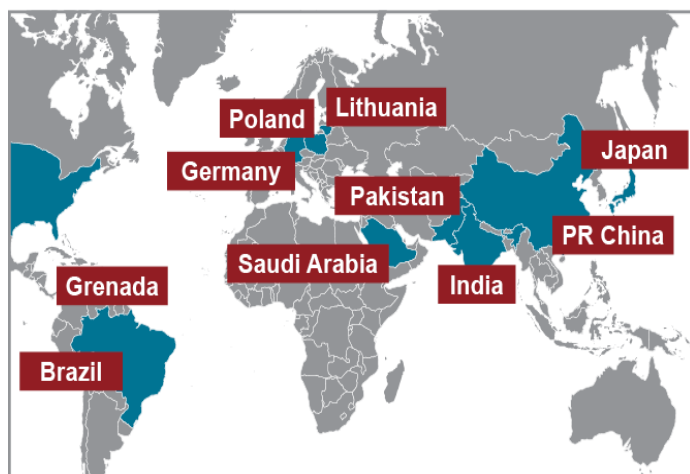 Lithuania
Poland
Japan
Germany
Pakistan
PR China
Saudi Arabia
India
Grenada
Brazil